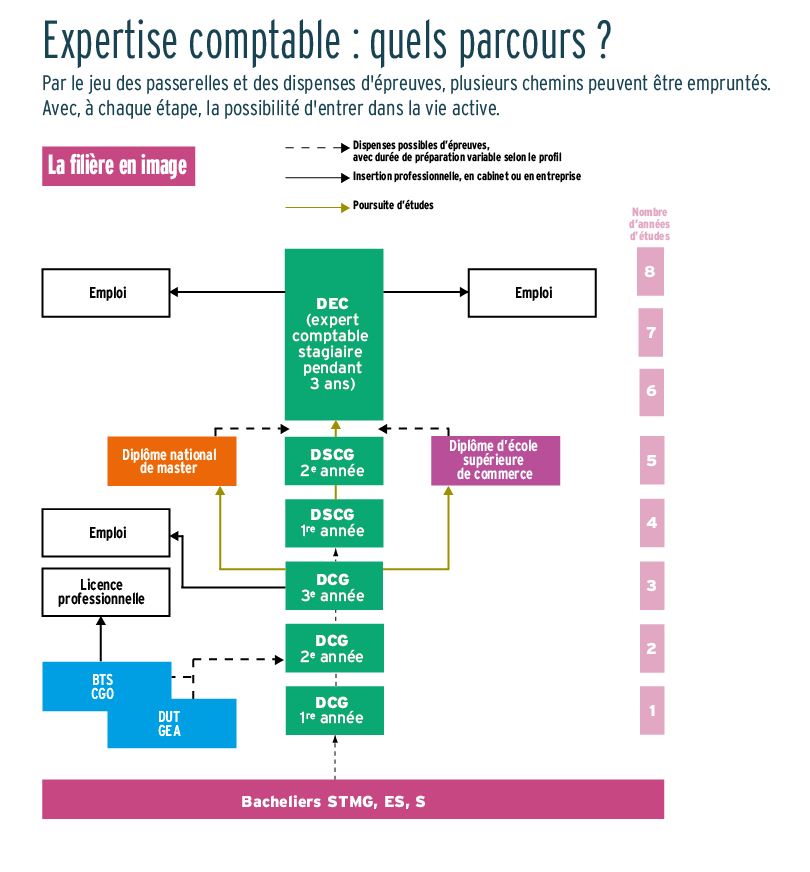 Expertise comptable : quels parcours ?
Par le jeu des passerelles et des dispenses d'épreuves, plusieurs chemins peuvent être empruntés.
Avec, à chaque étape, la possibilité d'entrer dans la vie active.
La filière en image
Dispenses possibles d'épreuves,
avec durée de préparation variable selon le profil
Insertion professionnelle, en cabinet ou en entreprise
Poursuite d'études
Nombre
d'années
d'études
8
Emploi
DEC
(expert
comptable
stagiaire
pendant
3 ans)
Emploi
7
6
Diplôme national
de master
DSCG
2e année
Diplôme d'école
supérieure
de commerce
5
DSCG
1re année
4
Emploi
Licence
professionnelle
DCG
3e année
3
DCG
2e année
2
BTS
CGO
DUT
GEA
DCG
1re année
1
Bacheliers STMG, ES, S